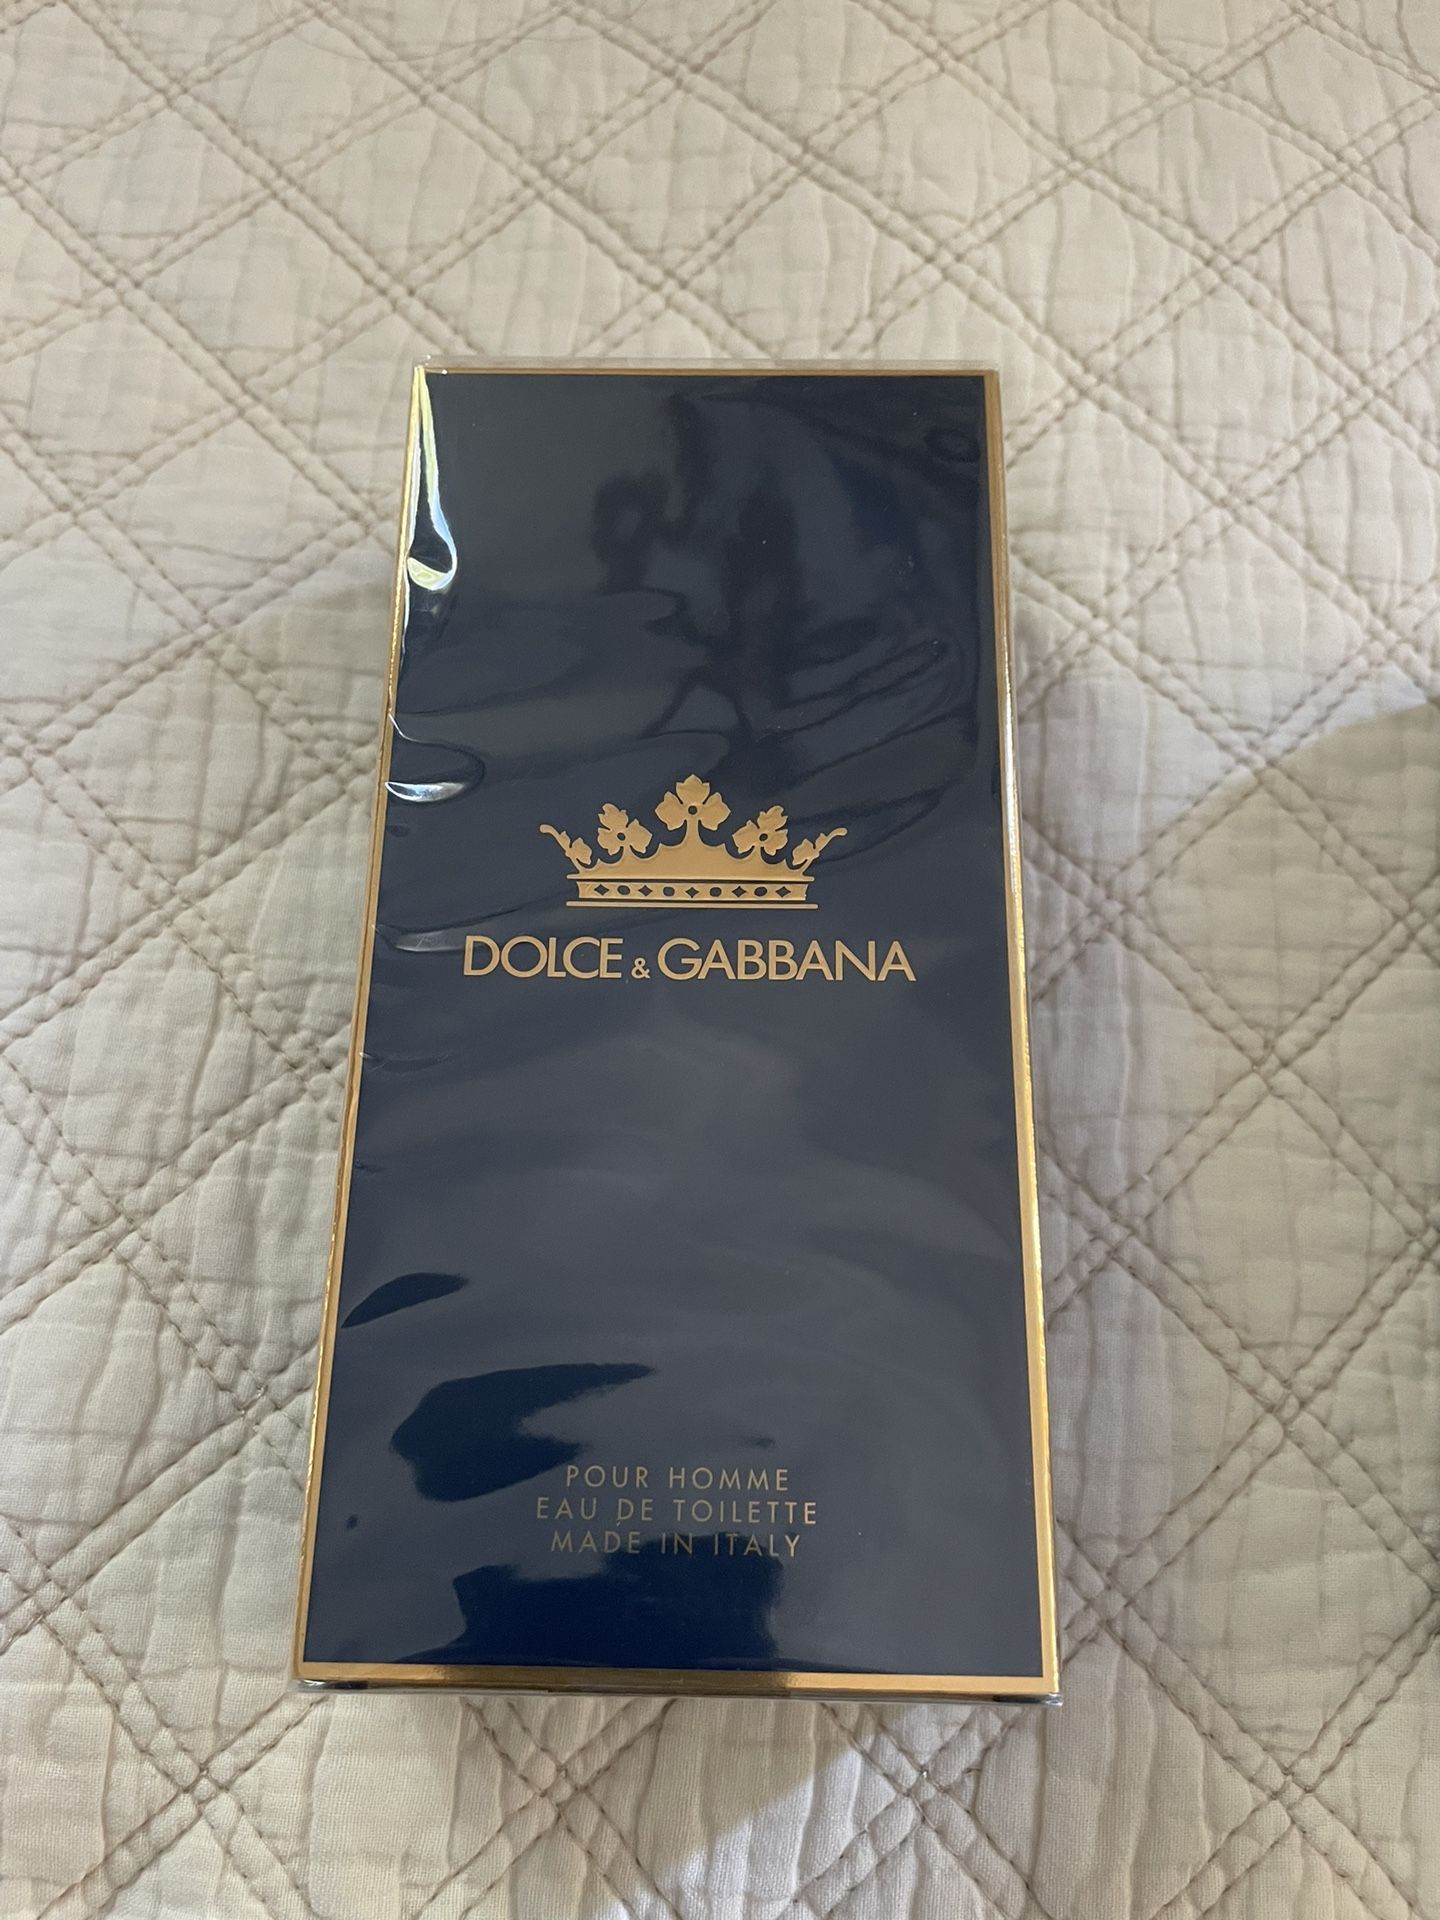 DOLCE & GABBANA
POUR HOMME
EAU DE TOILETTE
MADE IN ITALY